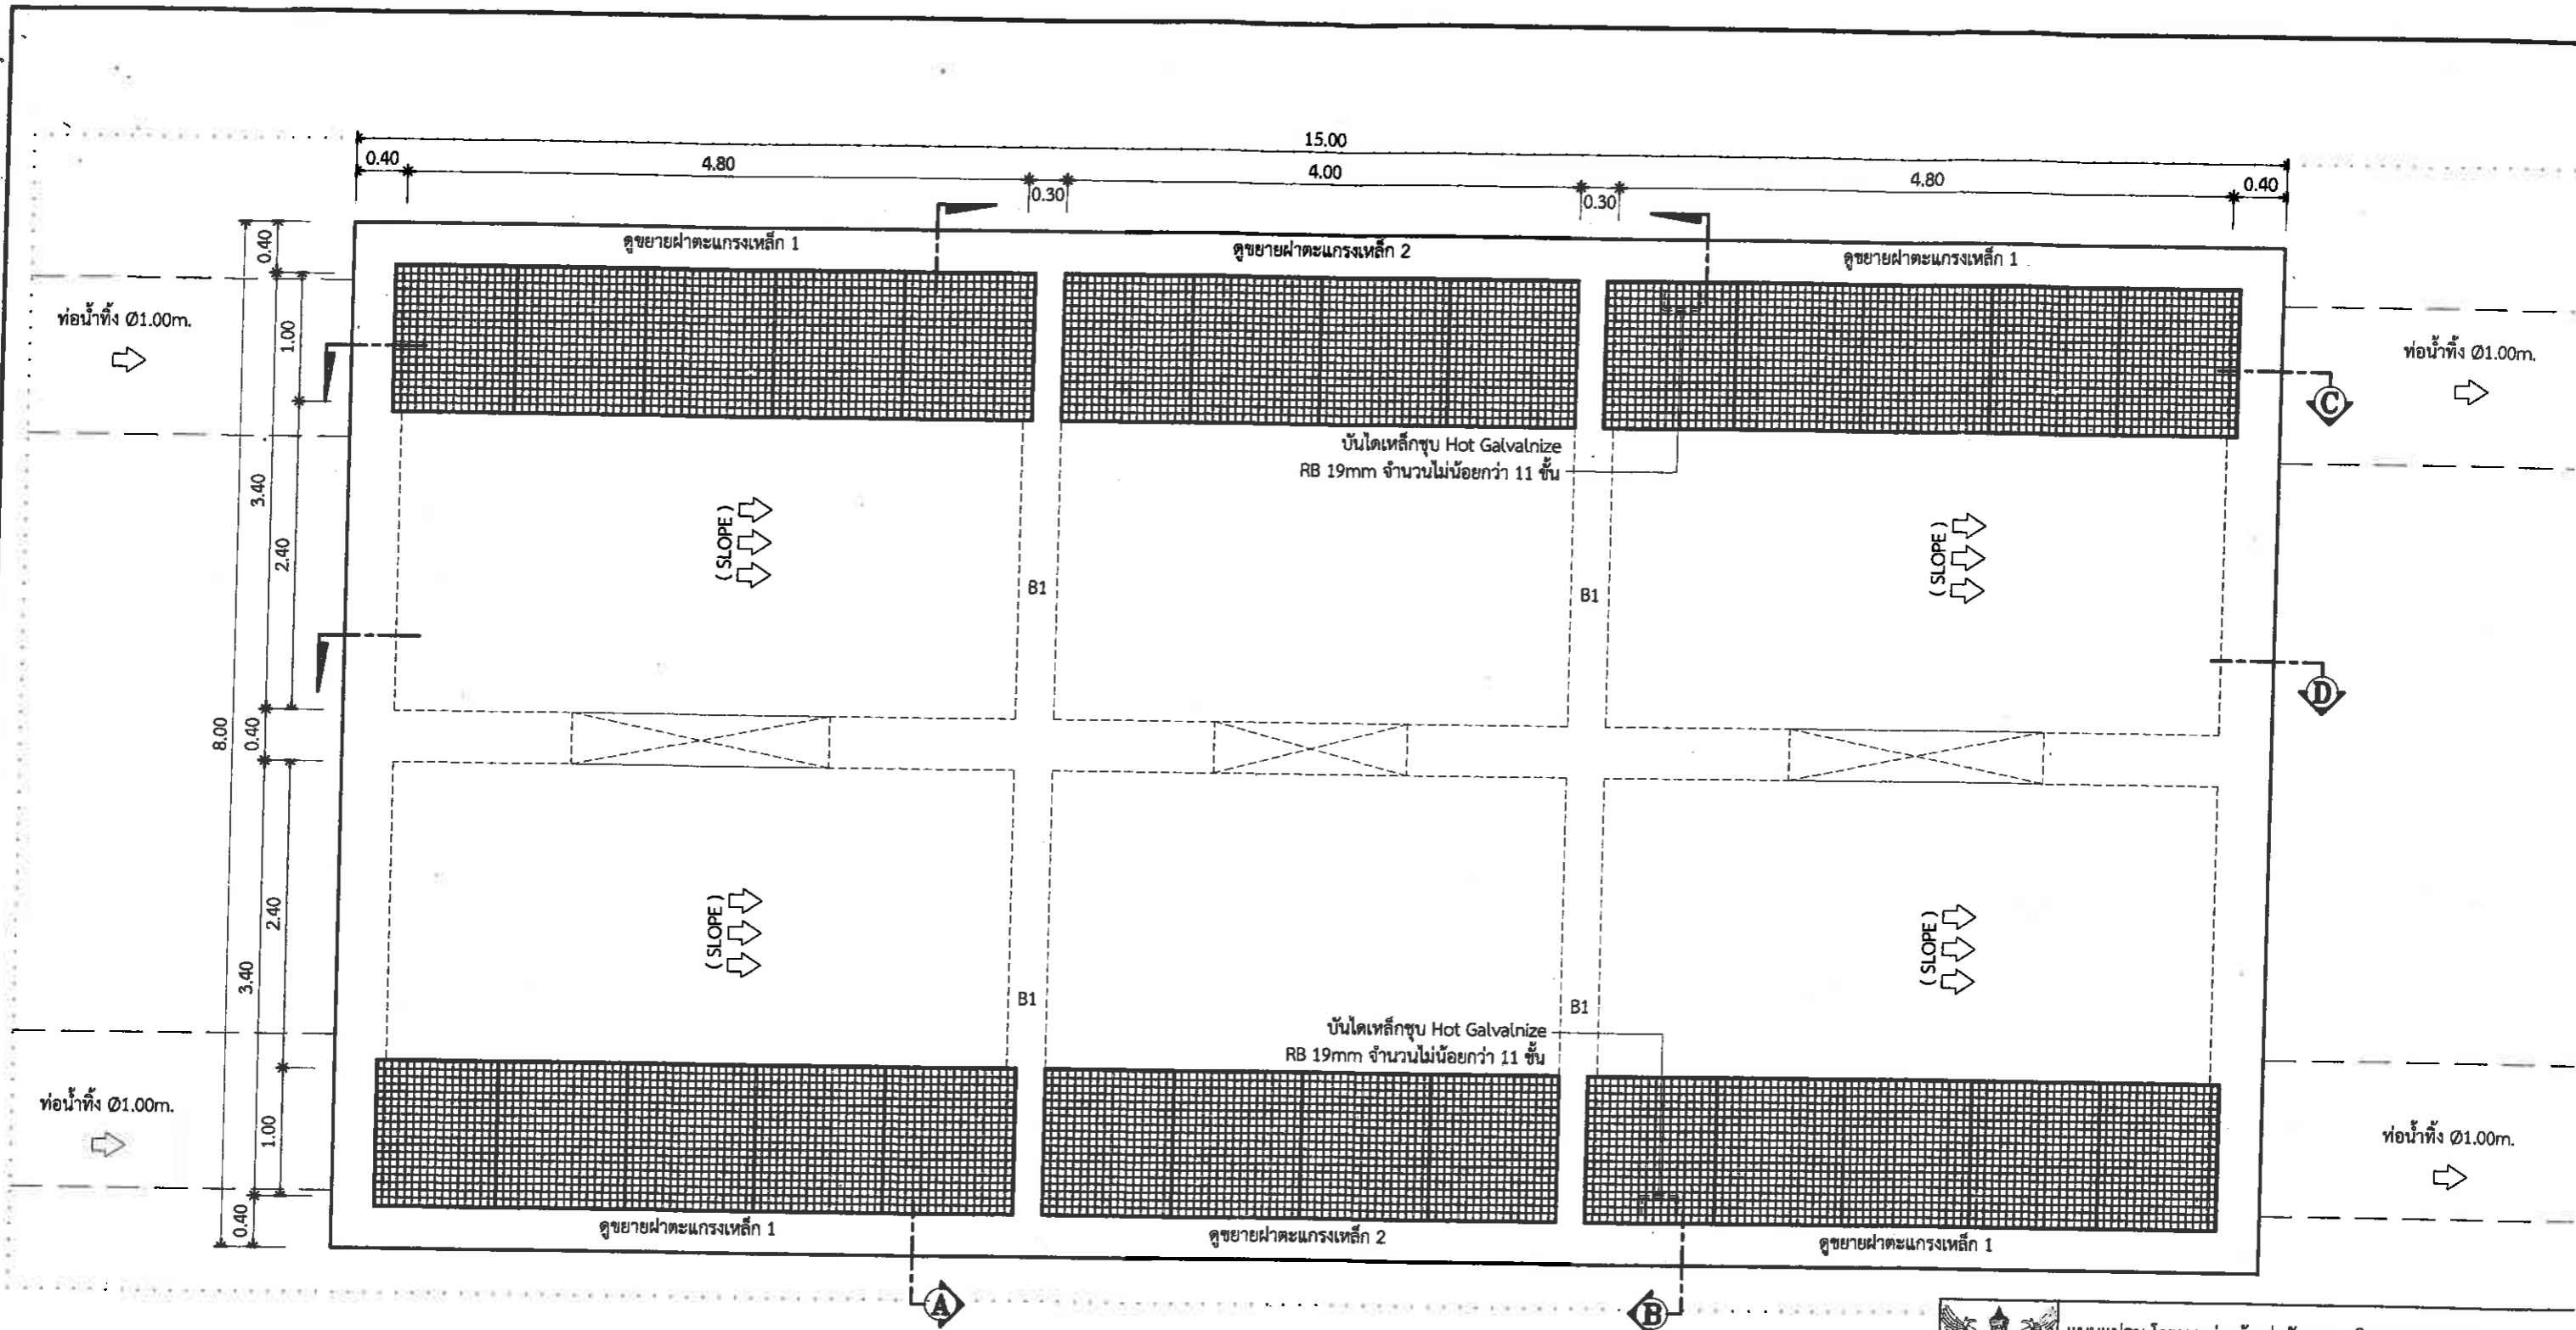 15.00
0.40 4.80 0.30 4.00 0.30 4.80 0.40
ดูขยายฝาตะแกรงเหล็ก 1
ดูขยายฝาตะแกรงเหล็ก 2
ดูขยายฝาตะแกรงเหล็ก 1
0.40
1.00
3.40
2.40
0.40
8.00
2.40
3.40
1.00
0.40
ท่อน้ำทิ้ง Ø1.00m.
ท่อน้ำทิ้ง Ø1.00m.
C
บันไดเหล็กชุบ Hot Galvalnize
RB 19mm จำนวนไม่น้อยกว่า 11 ขั้น
( SLOPE )
( SLOPE )
B1
B1
D
( SLOPE )
( SLOPE )
B1
B1
บันไดเหล็กชุบ Hot Galvalnize
RB 19mm จำนวนไม่น้อยกว่า 11 ขั้น
ท่อน้ำทิ้ง Ø1.00m.
ท่อน้ำทิ้ง Ø1.00m.
ดูขยายฝาตะแกรงเหล็ก 1
ดูขยายฝาตะแกรงเหล็ก 2
ดูขยายฝาตะแกรงเหล็ก 1
A
B